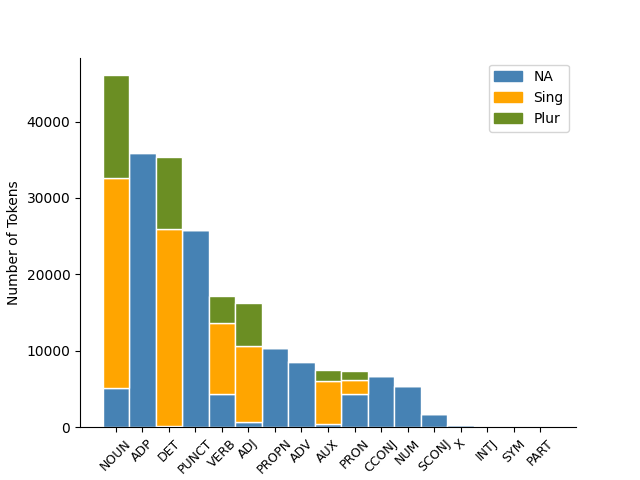 NA
Sing
Plur
40000
30000
20000
10000
0
Number of Tokens
NOUN
ADP
DET
PUNCT
VERB
ADJ
PROPN
ADV
AUX
PRON
CCONJ
NUM
SCONJ
X
INTJ
SYM
PART